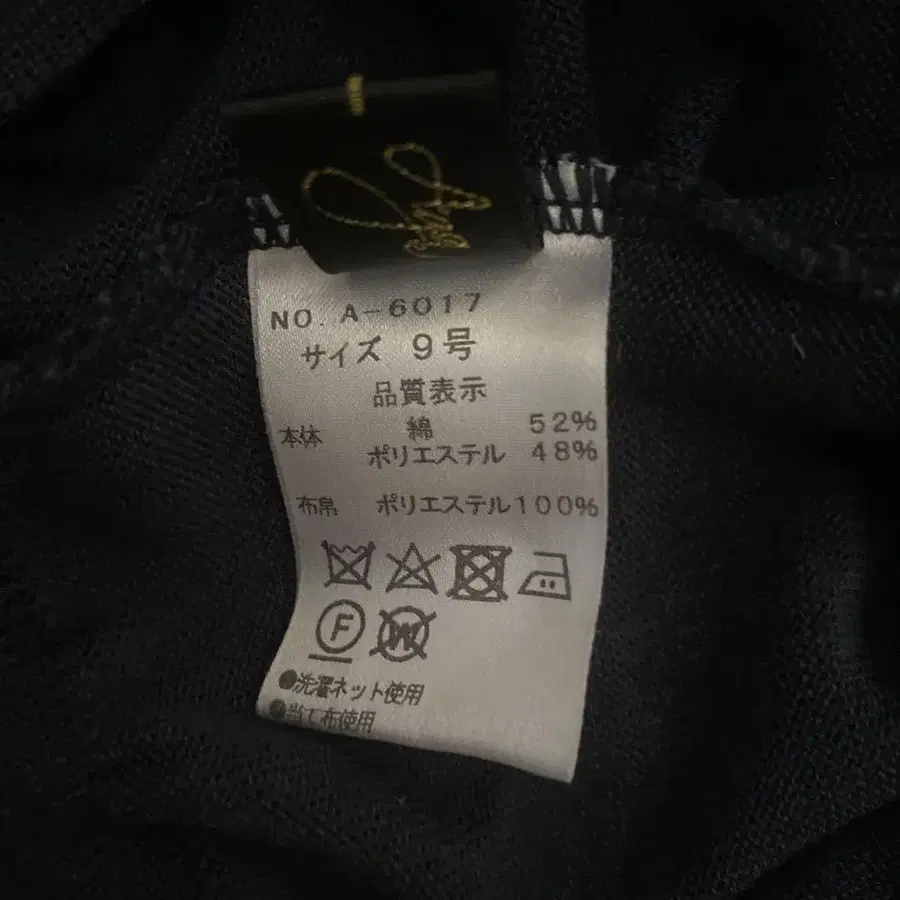 NO. A-6017
サイズ 9号
品質表示
本体 綿 52%
ポリエステル 48%
布帛 ポリエステル100%
F
W
●洗濯ネット使用
●当て布使用